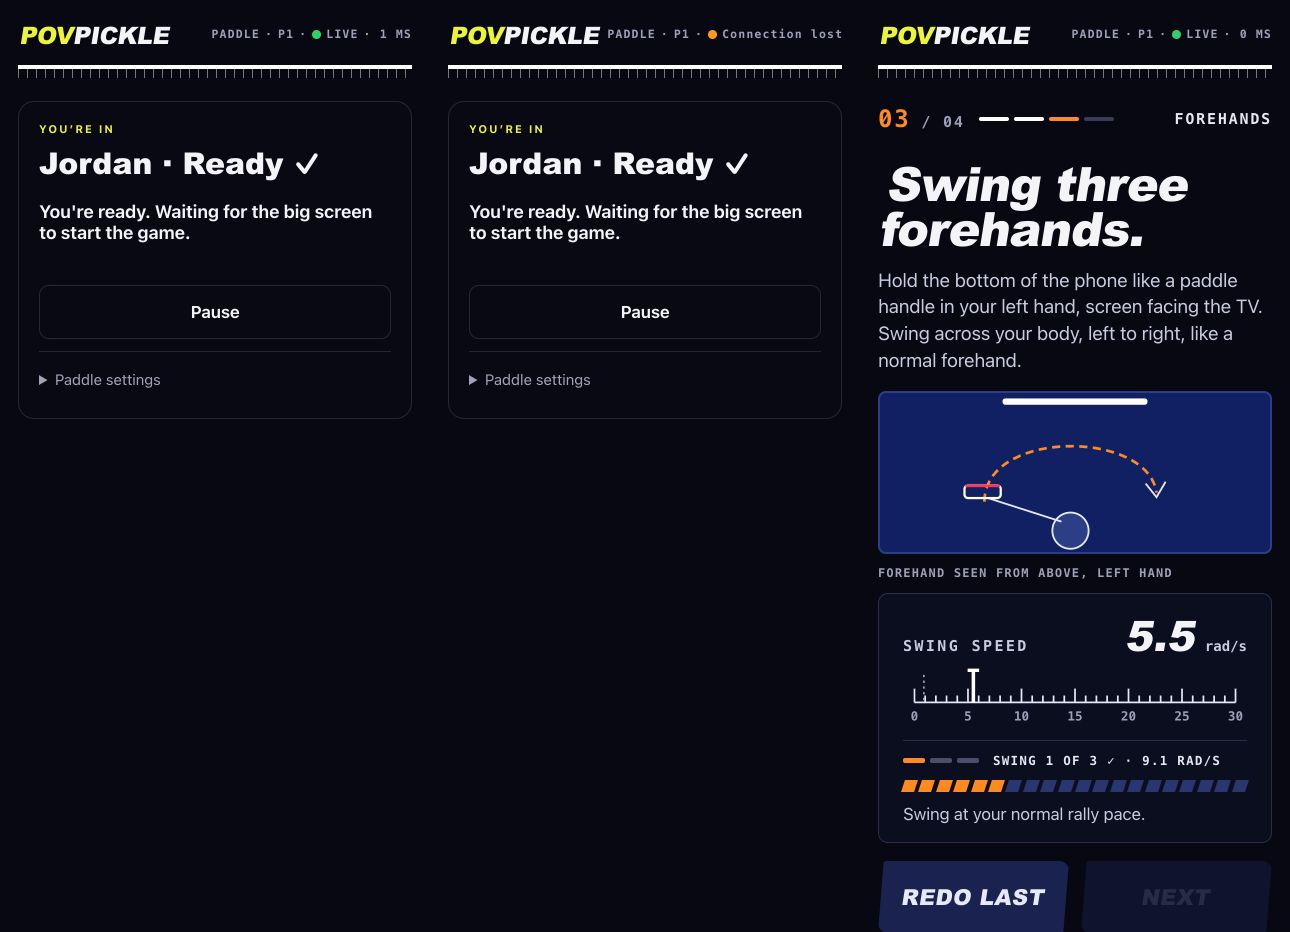 POVPICKLE
PADDLE · P1 · LIVE · 1 MS
YOU'RE IN
Jordan · Ready ✓
You're ready. Waiting for the big screen
to start the game.
Pause
Paddle settings
POVPICKLE
PADDLE · P1 · Connection lost
YOU'RE IN
Jordan · Ready ✓
You're ready. Waiting for the big screen
to start the game.
Pause
Paddle settings
POVPICKLE
PADDLE · P1 · LIVE · 0 MS
03 / 04
FOREHANDS
Swing three
forehands.
Hold the bottom of the phone like a paddle
handle in your left hand, screen facing the TV.
Swing across your body, left to right, like a
normal forehand.
FOREHAND SEEN FROM ABOVE, LEFT HAND
SWING SPEED
5.5 rad/s
0 5 10 15 20 25 30
SWING 1 OF 3 ✓ · 9.1 RAD/S
Swing at your normal rally pace.
REDO LAST
NEXT